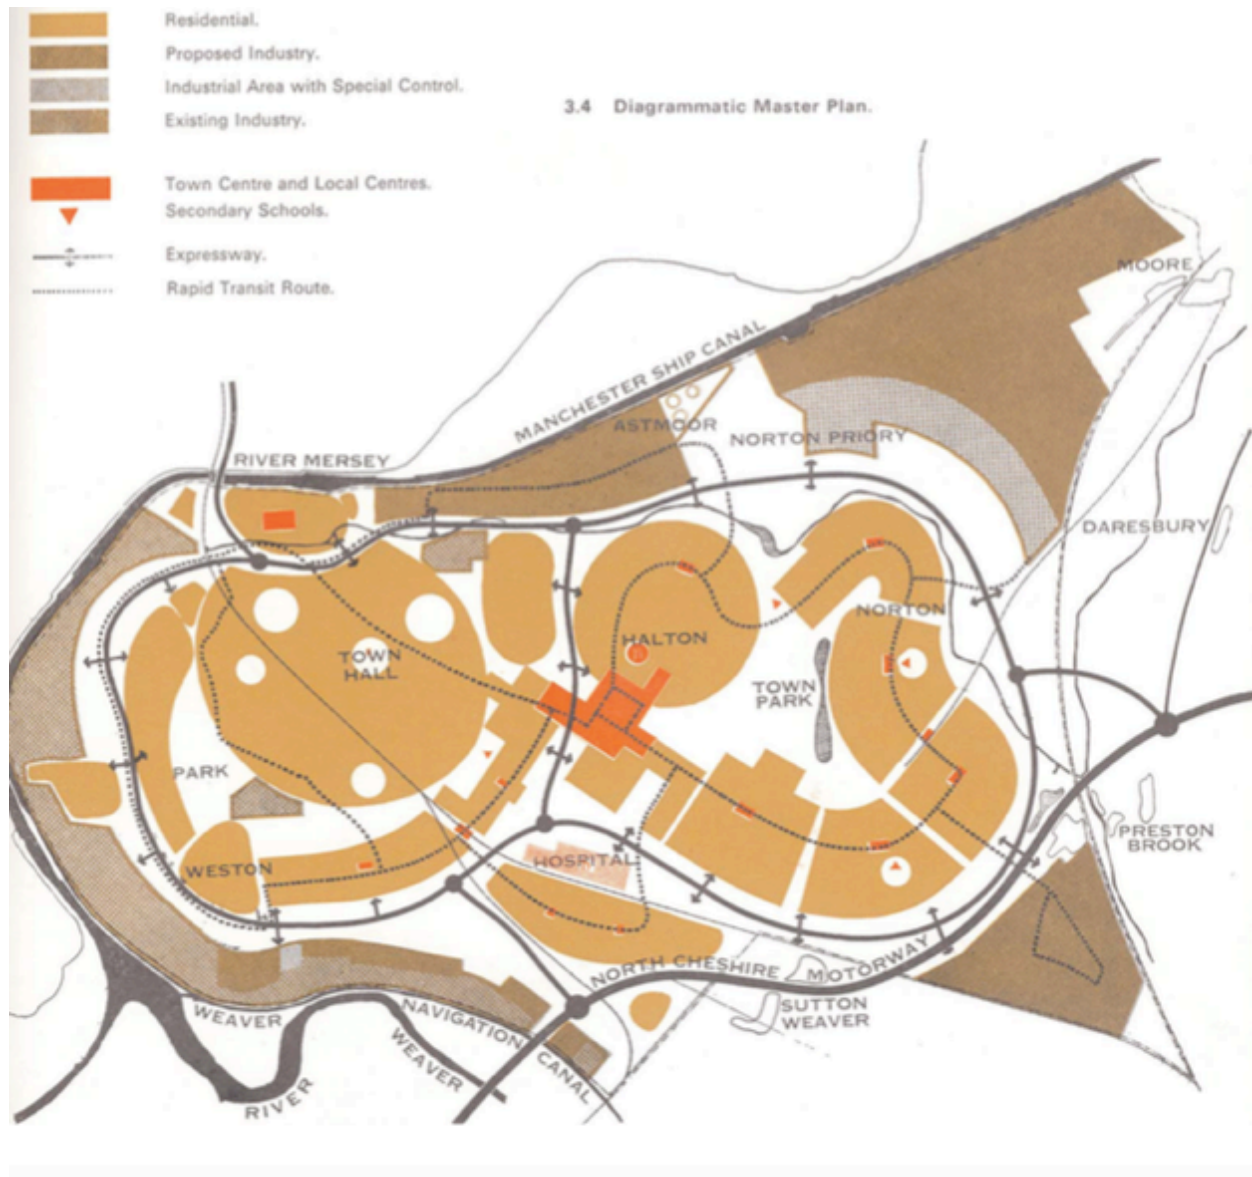 Residential.
Proposed Industry.
Industrial Area with Special Control.
Existing Industry.
3.4 Diagrammatic Master Plan.
Town Centre and Local Centres.
Secondary Schools.
Expressway.
Rapid Transit Route.
MOORE
MANCHESTER SHIP CANAL
ASTMOOR
NORTON PRIORY
RIVER MERSEY
DARESBURY
NORTON
HALTON
TOWN
HALL
TOWN
PARK
PARK
PRESTON
BROOK
HOSPITAL
WESTON
NORTH CHESHIRE MOTORWAY
SUTTON
WEAVER
WEAVER NAVIGATION CANAL
RIVER WEAVER